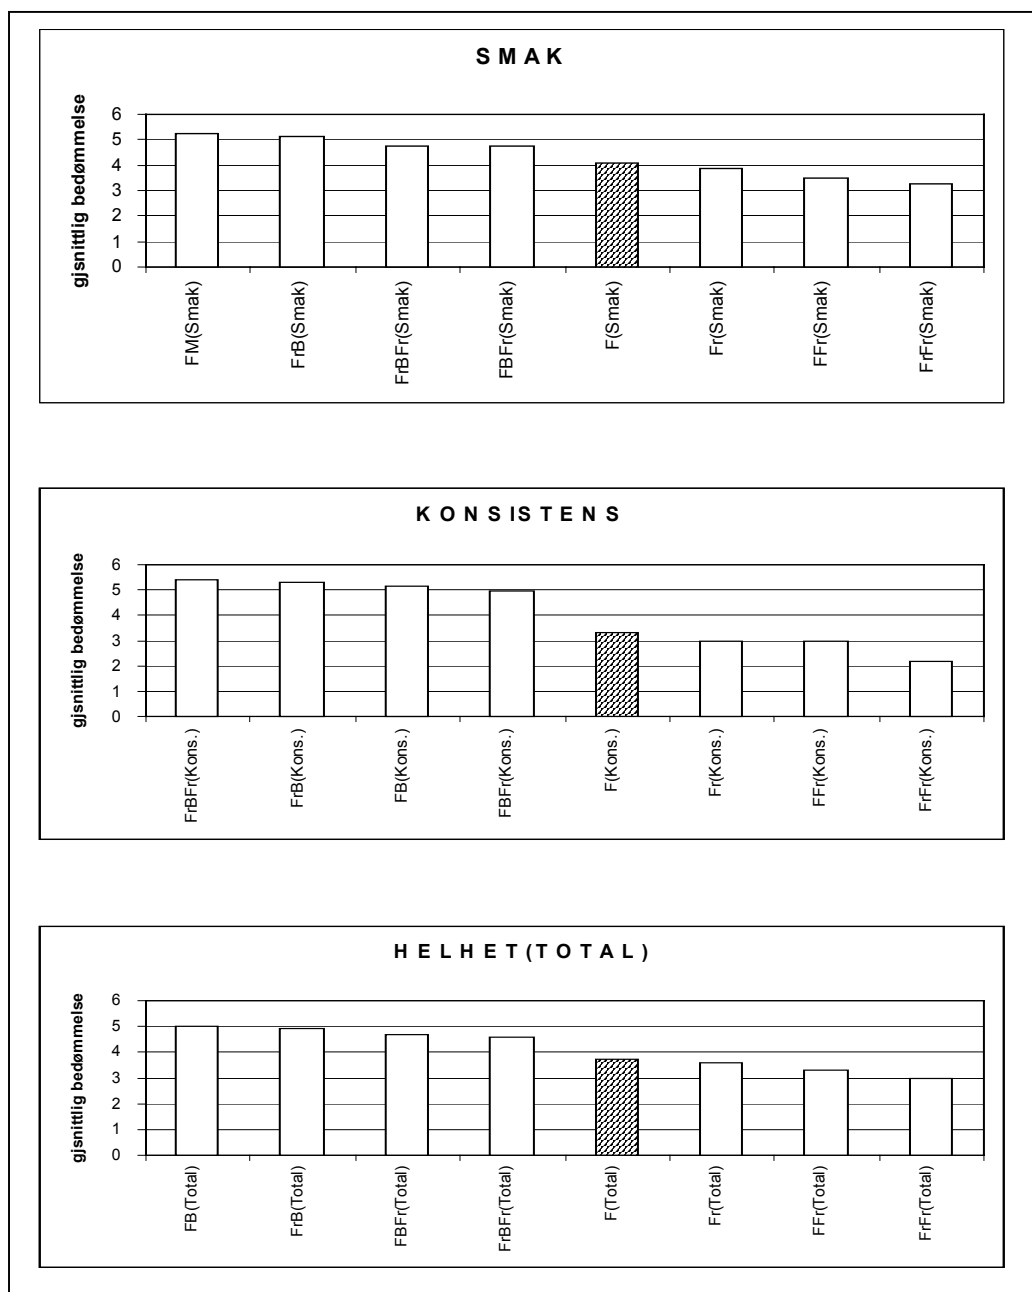 S M A K
gjsnittlig bedømmelse
6
5
4
3
2
1
0
FM(Smak)
FrB(Smak)
FrBFr(Smak)
FBFr(Smak)
F(Smak)
Fr(Smak)
FFr(Smak)
FrFr(Smak)
K O N S I S T E N S
gjsnittlig bedømmelse
6
5
4
3
2
1
0
FrBFr(Kons.)
FrB(Kons.)
FB(Kons.)
FBFr(Kons.)
F(Kons.)
Fr(Kons.)
FFr(Kons.)
FrFr(Kons.)
H E L H E T ( T O T A L )
gjsnittlig bedømmelse
6
5
4
3
2
1
0
FB(Total)
FrB(Total)
FBFr(Total)
FrBFr(Total)
F(Total)
Fr(Total)
FFr(Total)
FrFr(Total)